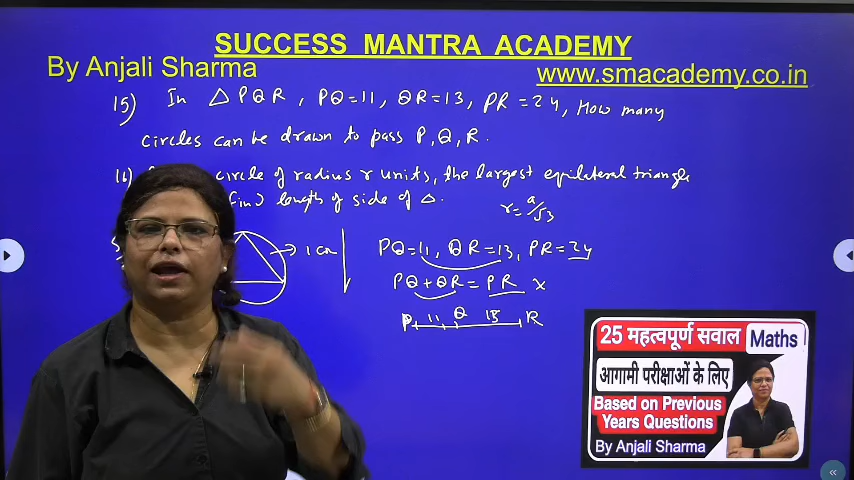 SUCCESS MANTRA ACADEMY
By Anjali Sharma
www.smacademy.co.in
15) In △ PQR, PQ=11, QR=13, PR=24, How many
circles can be drawn to pass P,Q,R.
16) circle of radius r units, the largest equilateral triangle
length of side of △.
r = a/√3
1 cm
PQ=11, QR=13, PR=24
PQ+QR=PR ×
P 11 Q 13 R
25 महत्वपूर्ण सवाल Maths
आगामी परीक्षाओं के लिए
Based on Previous
Years Questions
By Anjali Sharma